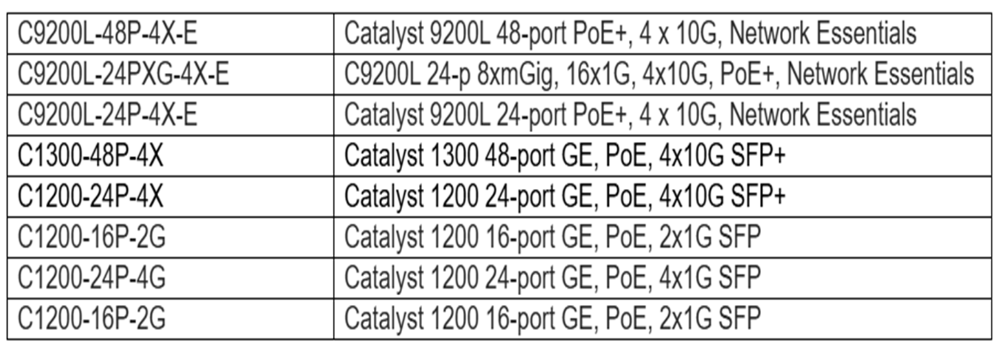 C9200L-48P-4X-E Catalyst 9200L 48-port PoE+, 4 x 10G, Network Essentials
C9200L-24PXG-4X-E C9200L 24-p 8xmGig, 16x1G, 4x10G, PoE+, Network Essentials
C9200L-24P-4X-E Catalyst 9200L 24-port PoE+, 4 x 10G, Network Essentials
C1300-48P-4X Catalyst 1300 48-port GE, PoE, 4x10G SFP+
C1200-24P-4X Catalyst 1200 24-port GE, PoE, 4x10G SFP+
C1200-16P-2G Catalyst 1200 16-port GE, PoE, 2x1G SFP
C1200-24P-4G Catalyst 1200 24-port GE, PoE, 4x1G SFP
C1200-16P-2G Catalyst 1200 16-port GE, PoE, 2x1G SFP